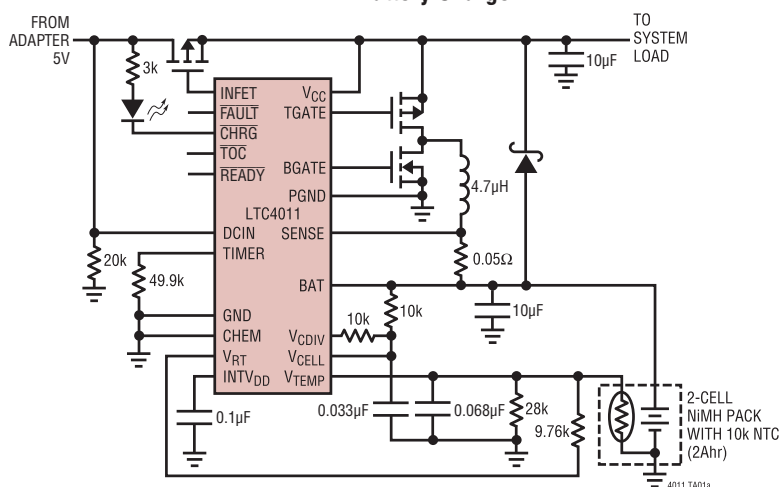 FROM
ADAPTER
5V
TO
SYSTEM
LOAD
3k
10µF
INFET
FAULT
CHRG
TOC
READY
VCC
TGATE
BGATE
PGND
LTC4011
4.7µH
DCIN
SENSE
TIMER
20k
49.9k
0.05Ω
BAT
10k
10µF
10k
GND
CHEM
VRT
INTVDD
VCDIV
VCELL
VTEMP
0.1µF
0.033µF
0.068µF
28k
9.76k
2-CELL
NiMH PACK
WITH 10k NTC
(2Ahr)
4011 TA01a